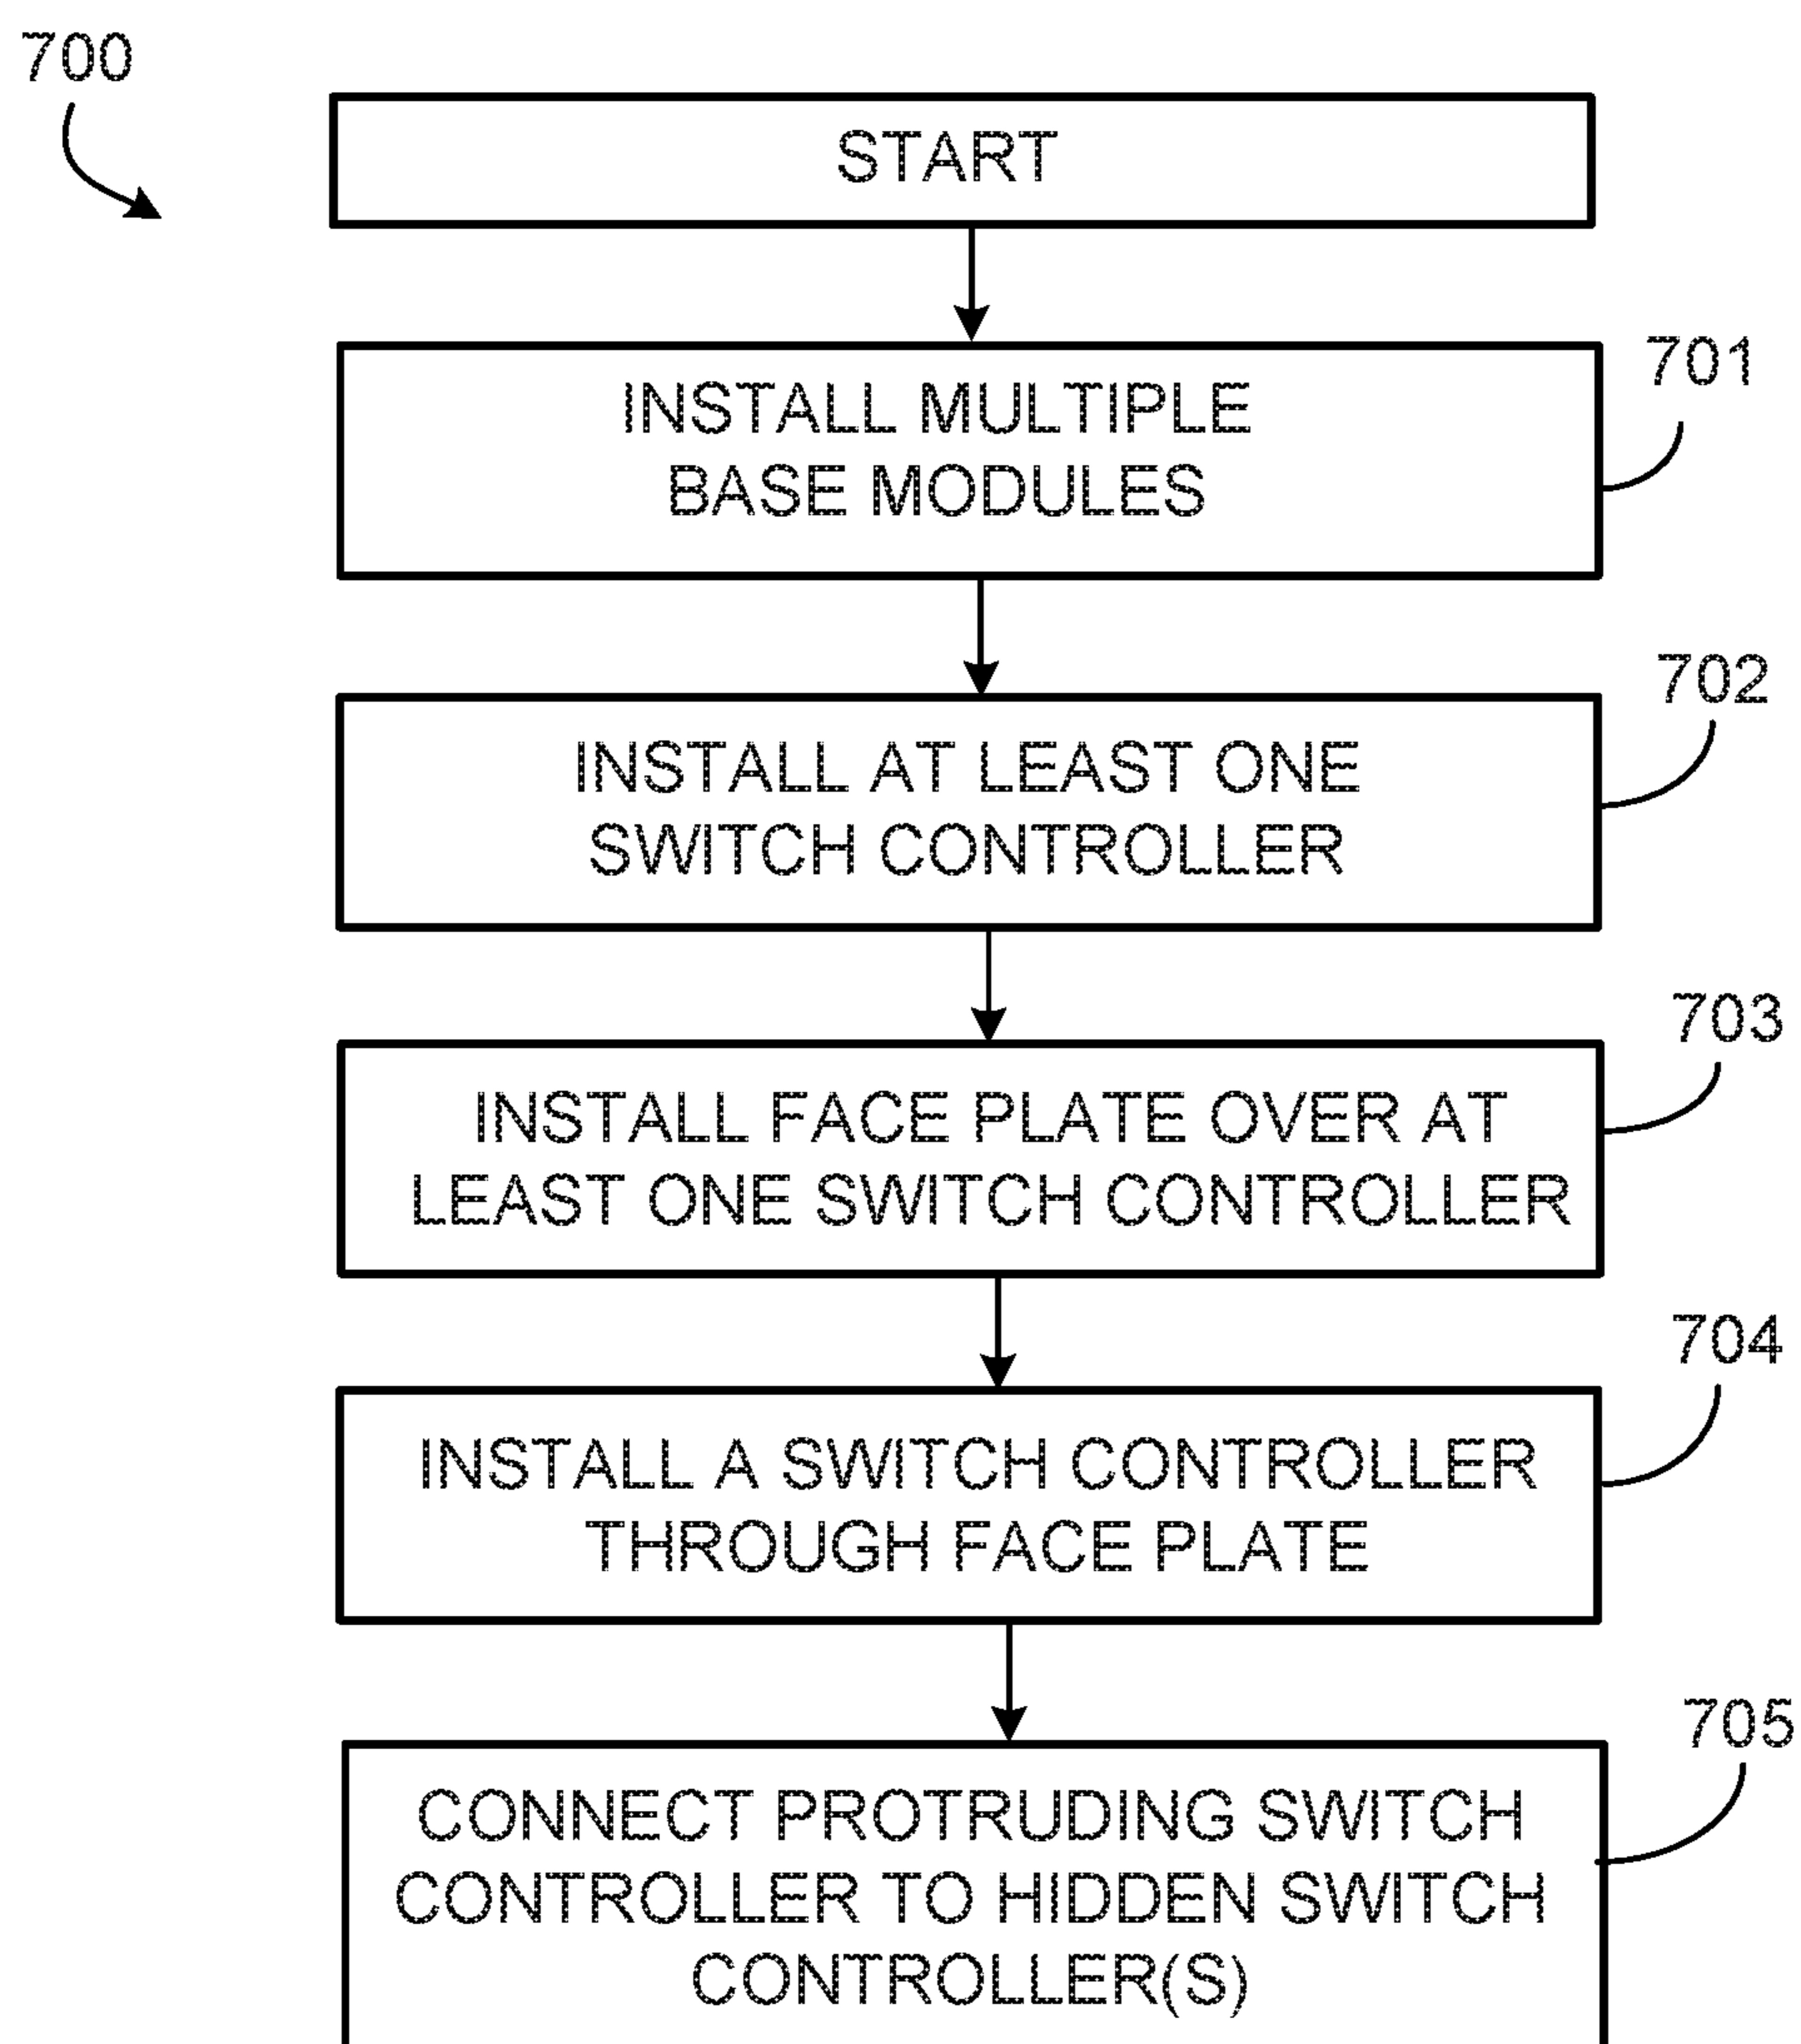 700
START
INSTALL MULTIPLE
BASE MODULES
701
INSTALL AT LEAST ONE
SWITCH CONTROLLER
702
INSTALL FACE PLATE OVER AT
LEAST ONE SWITCH CONTROLLER
703
INSTALL A SWITCH CONTROLLER
THROUGH FACE PLATE
704
CONNECT PROTRUDING SWITCH
CONTROLLER TO HIDDEN SWITCH
CONTROLLER(S)
705